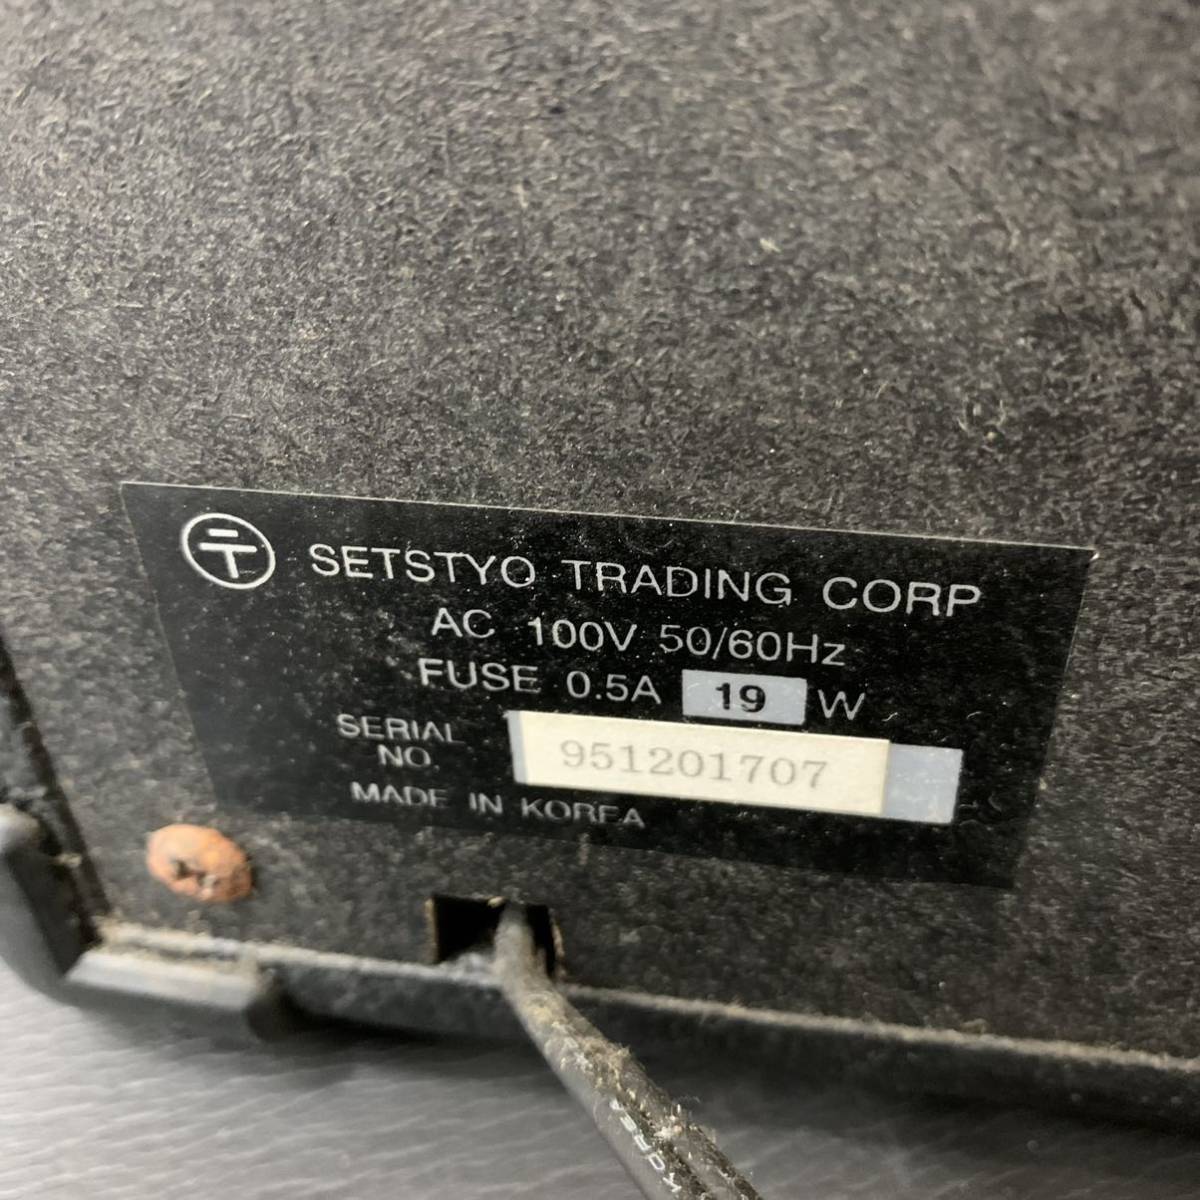 〒 SETSTYO TRADING CORP
AC 100V 50/60Hz
FUSE 0.5A 19 W
SERIAL NO. 951201707
MADE IN KOREA